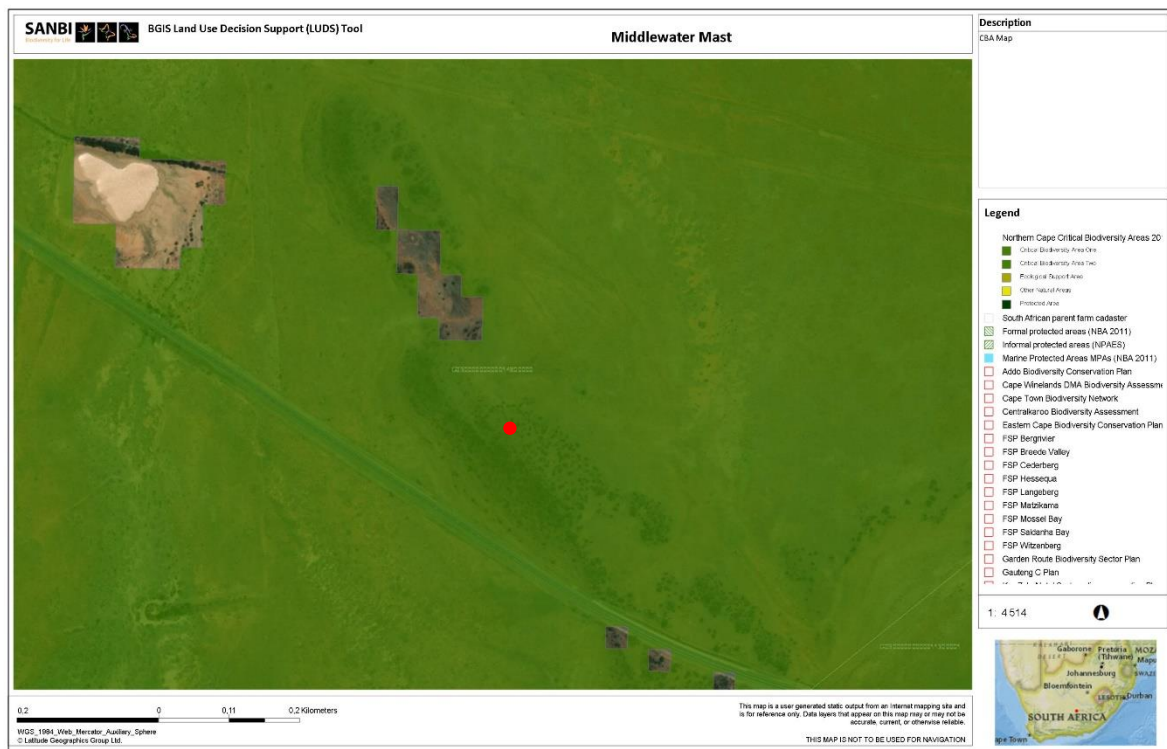 SANBI
Biodiversity for Life
BGIS Land Use Decision Support (LUDS) Tool
Middlewater Mast
Description
CBA Map
Legend
Northern Cape Critical Biodiversity Areas 20
Critical Biodiversity Area One
Critical Biodiversity Area Two
Ecological Support Area
Other Natural Areas
Protected Area
South African parent farm cadaster
Formal protected areas (NBA 2011)
Informal protected areas (NPAES)
Marine Protected Areas MPAs (NBA 2011)
Addo Biodiversity Conservation Plan
Cape Winelands DMA Biodiversity Assessme
Cape Town Biodiversity Network
Centralkaroo Biodiversity Assessment
Eastern Cape Biodiversity Conservation Plan
FSP Bergrivier
FSP Breede Valley
FSP Cederberg
FSP Hessequa
FSP Langeberg
FSP Matzikama
FSP Mossel Bay
FSP Saldanha Bay
FSP Witzenberg
Garden Route Biodiversity Sector Plan
Gauteng C Plan
1: 4 514
Gaborone
Pretoria
MOZ
(Tshwane)
Johannesburg
SWAZI
Bloemfontein
LESOTHO
Durban
SOUTH AFRICA
ape Town
0,2
0
0,11
0,2 Kilometers
WGS_1984_Web_Mercator_Auxiliary_Sphere
© Latitude Geographics Group Ltd.
This map is a user generated static output from an Internet mapping site and
is for reference only. Data layers that appear on this map may or may not be
accurate, current, or otherwise reliable.
THIS MAP IS NOT TO BE USED FOR NAVIGATION